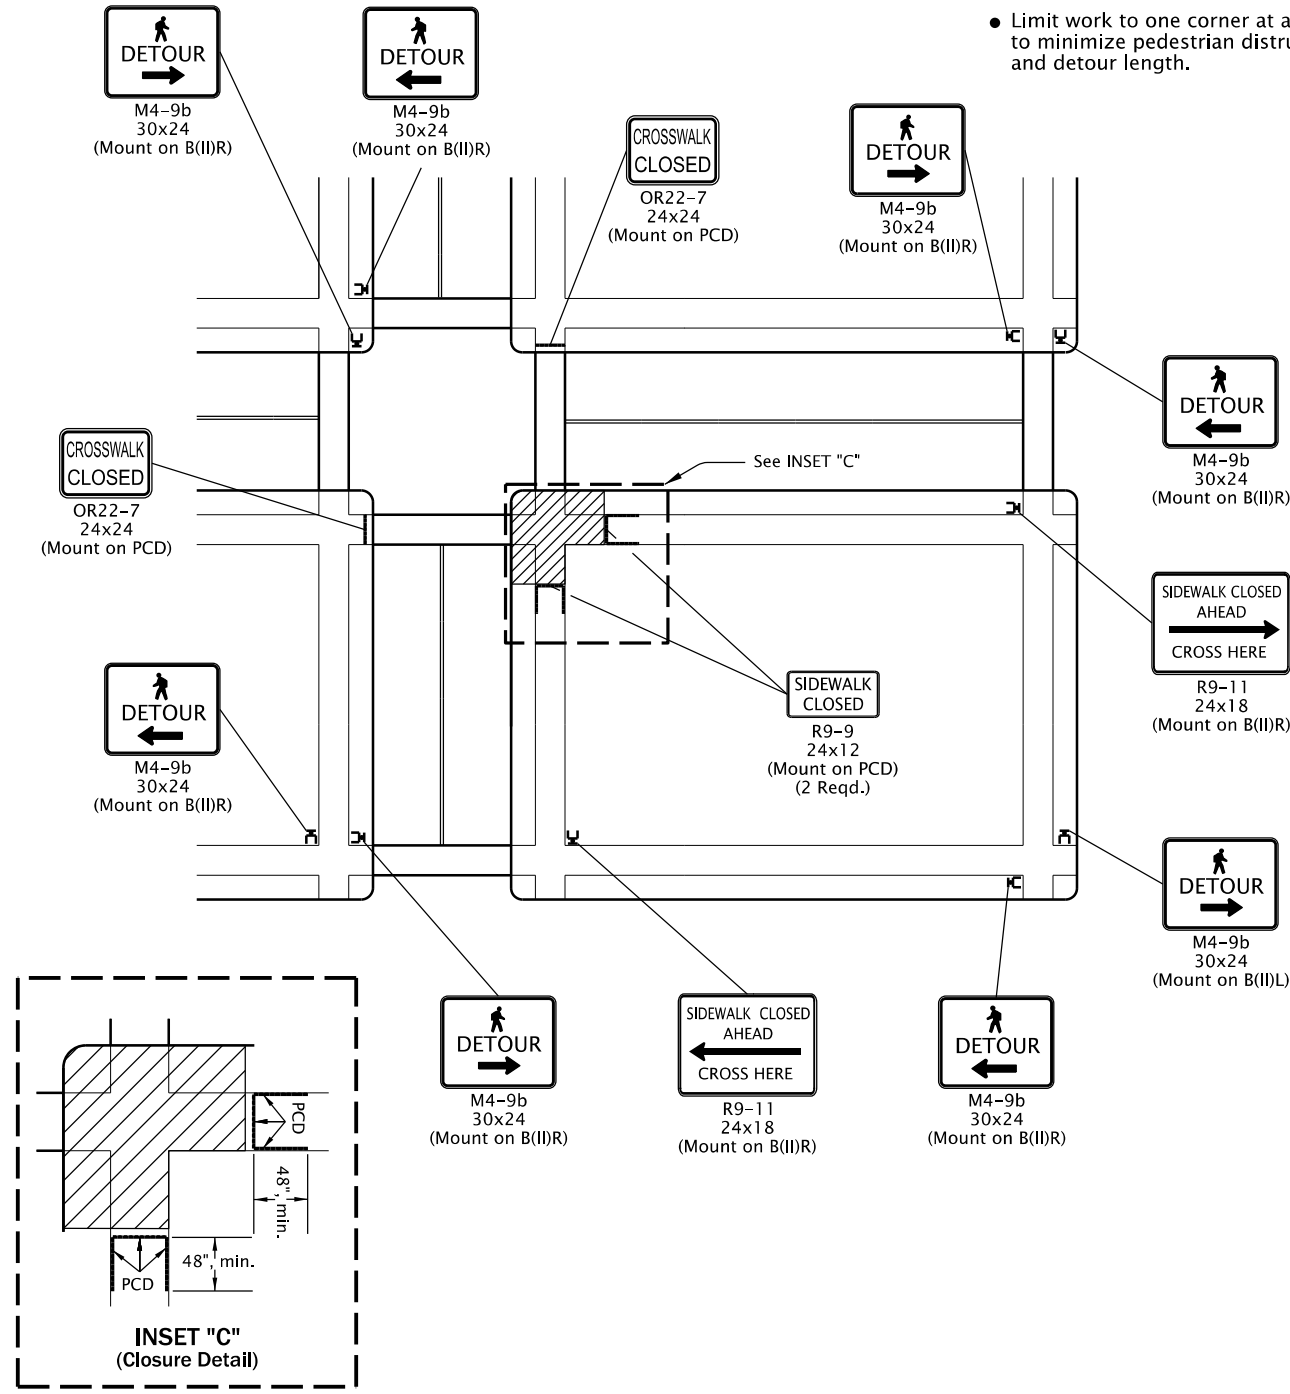 ● Limit work to one corner at a
to minimize pedestrian distru
and detour length.
DETOUR
M4-9b
30x24
(Mount on B(II)R)
DETOUR
M4-9b
30x24
(Mount on B(II)R)
CROSSWALK
CLOSED
OR22-7
24x24
(Mount on PCD)
DETOUR
M4-9b
30x24
(Mount on B(II)R)
DETOUR
M4-9b
30x24
(Mount on B(II)R)
CROSSWALK
CLOSED
OR22-7
24x24
(Mount on PCD)
See INSET "C"
SIDEWALK CLOSED
AHEAD
CROSS HERE
R9-11
24x18
(Mount on B(II)R)
SIDEWALK
CLOSED
R9-9
24x12
(Mount on PCD)
(2 Reqd.)
DETOUR
M4-9b
30x24
(Mount on B(II)R)
DETOUR
M4-9b
30x24
(Mount on B(II)L)
DETOUR
M4-9b
30x24
(Mount on B(II)R)
SIDEWALK CLOSED
AHEAD
CROSS HERE
R9-11
24x18
(Mount on B(II)R)
DETOUR
M4-9b
30x24
(Mount on B(II)R)
PCD
48", min.
48", min.
PCD
INSET "C"
(Closure Detail)